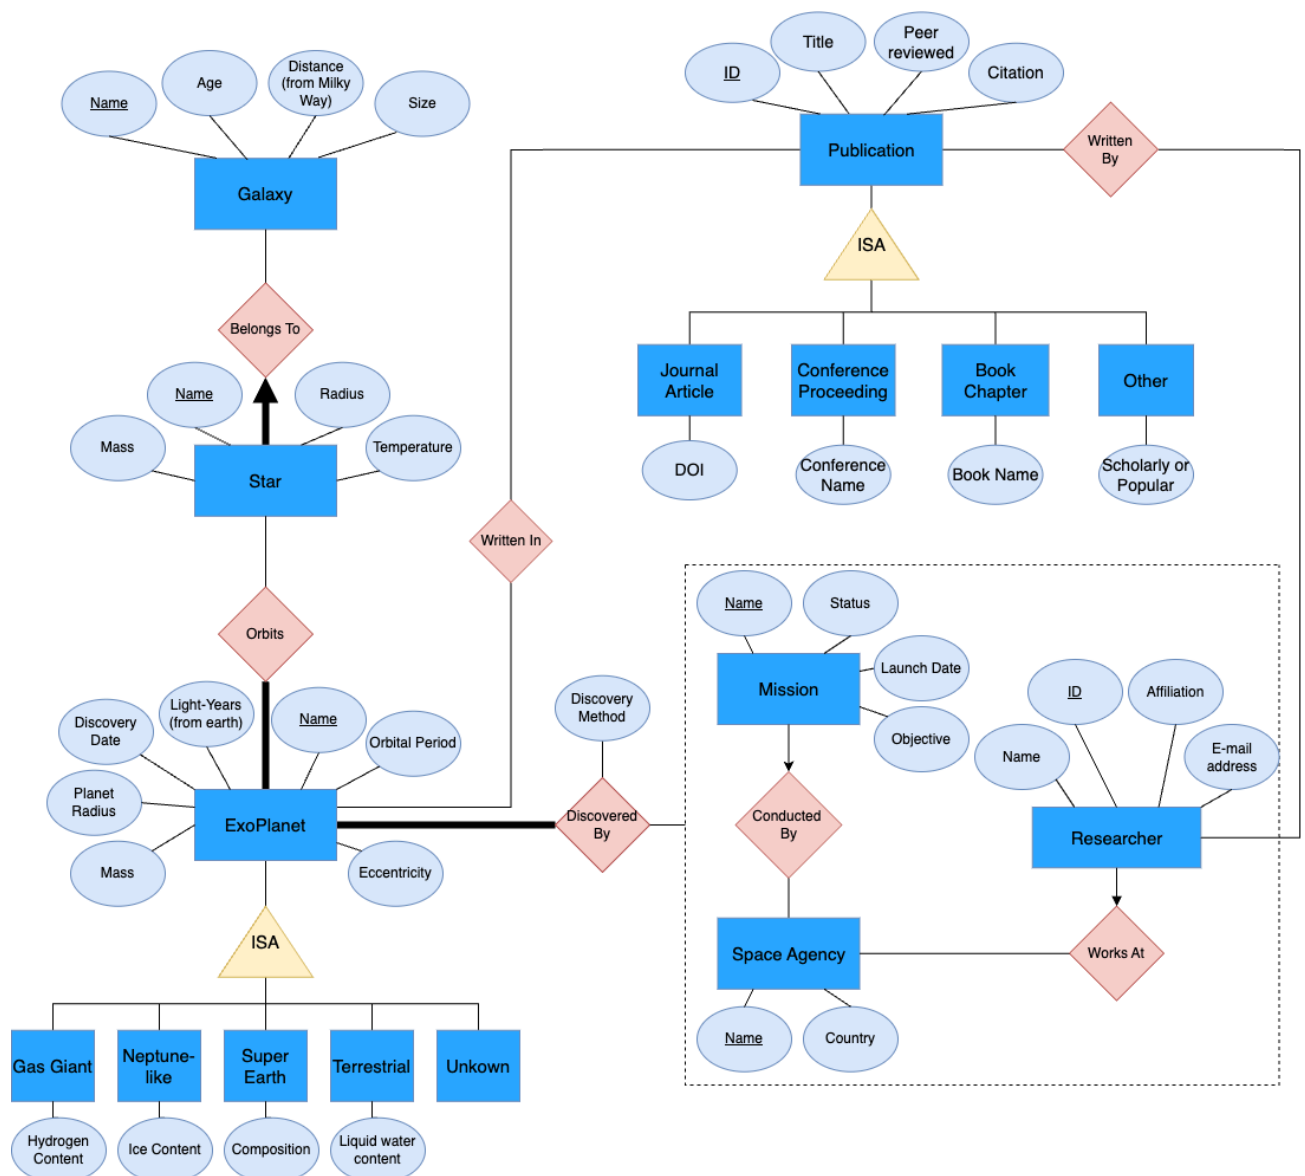 Name
Age
Distance
(from Milky
Way)
Size
Galaxy
Belongs To
Mass
Name
Radius
Temperature
Star
Orbits
Discovery
Date
Light-Years
(from earth)
Name
Orbital Period
Planet
Radius
Mass
ExoPlanet
Eccentricity
ISA
Gas Giant
Neptune-
like
Super
Earth
Terrestrial
Unkown
Hydrogen
Content
Ice Content
Composition
Liquid water
content
Written In
Discovery
Method
Discovered
By
ID
Title
Peer
reviewed
Citation
Publication
Written
By
ISA
Journal
Article
Conference
Proceeding
Book
Chapter
Other
DOI
Conference
Name
Book Name
Scholarly or
Popular
Name
Status
Launch Date
Objective
Mission
Conducted
By
Space Agency
Name
Country
Name
ID
Affiliation
E-mail
address
Researcher
Works At